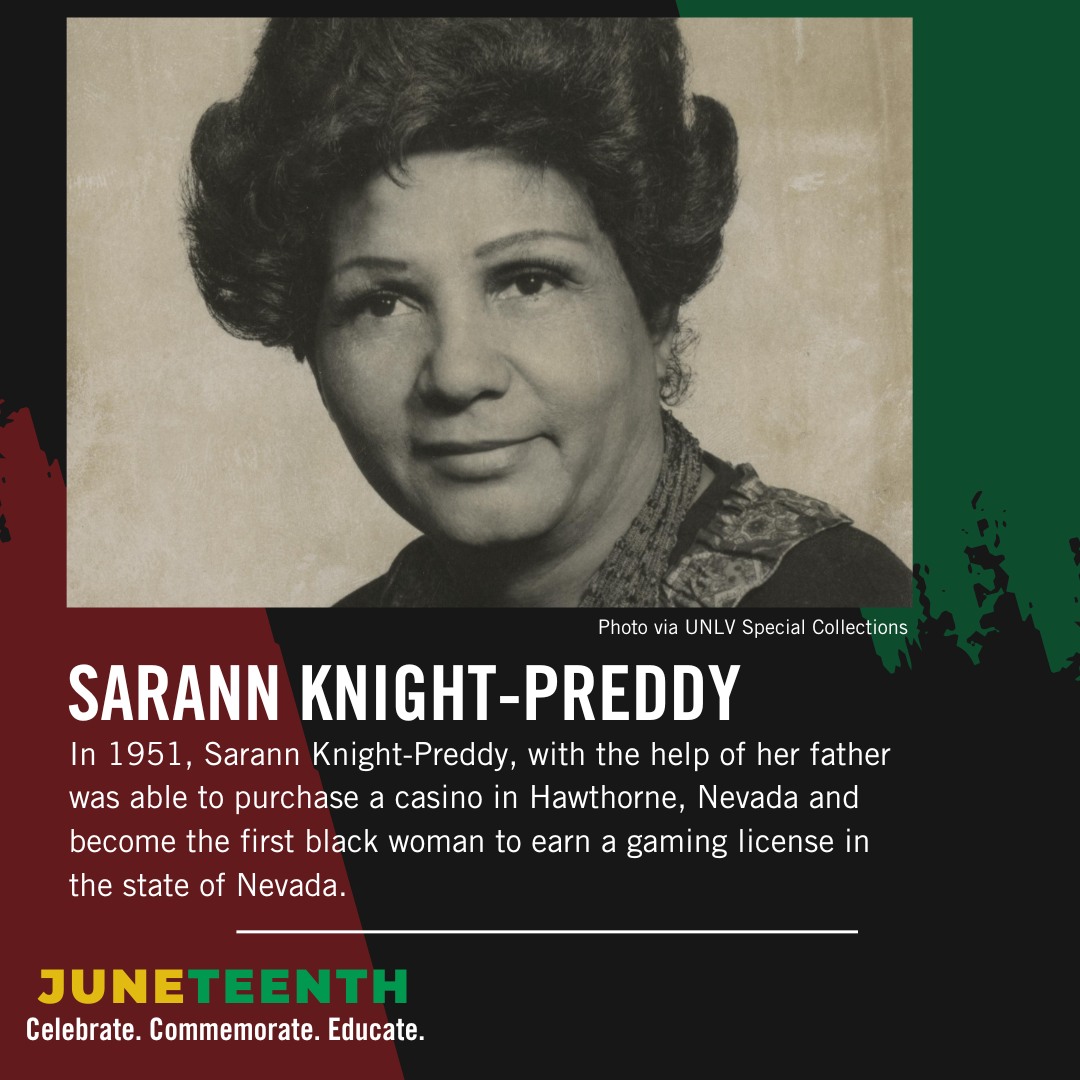 Photo via UNLV Special Collections
SARANN KNIGHT-PREDDY
In 1951, Sarann Knight-Preddy, with the help of her father
was able to purchase a casino in Hawthorne, Nevada and
become the first black woman to earn a gaming license in
the state of Nevada.
JUNETEENTH
Celebrate. Commemorate. Educate.